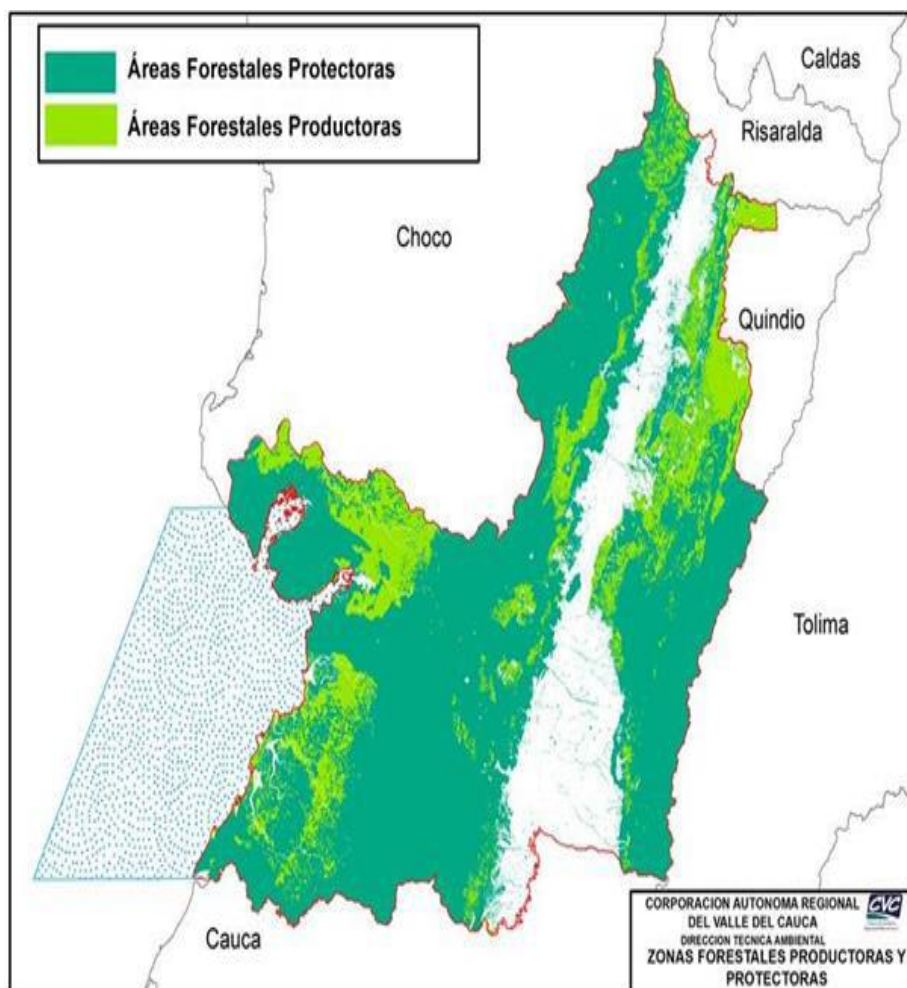 Áreas Forestales Protectoras
Áreas Forestales Productoras
Caldas
Risaralda
Choco
Quindio
Tolima
Cauca
CORPORACION AUTONOMA REGIONAL
DEL VALLE DEL CAUCA
CVC
DIRECCION TECNICA AMBIENTAL
ZONAS FORESTALES PRODUCTORAS Y
PROTECTORAS